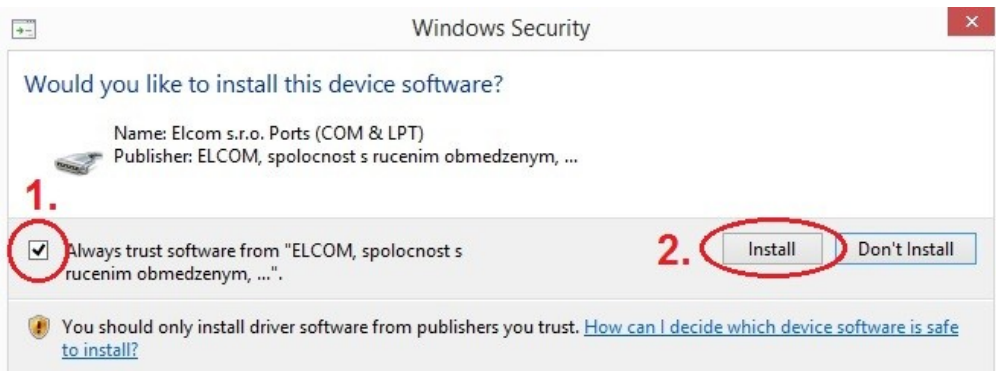 Windows Security
Would you like to install this device software?
Name: Elcom s.r.o. Ports (COM & LPT)
Publisher: ELCOM, spolocnost s rucenim obmedzenym, ...
1.
Always trust software from "ELCOM, spolocnost s
rucenim obmedzenym, ...".
2.
Install
Don't Install
You should only install driver software from publishers you trust. How can I decide which device software is safe
to install?